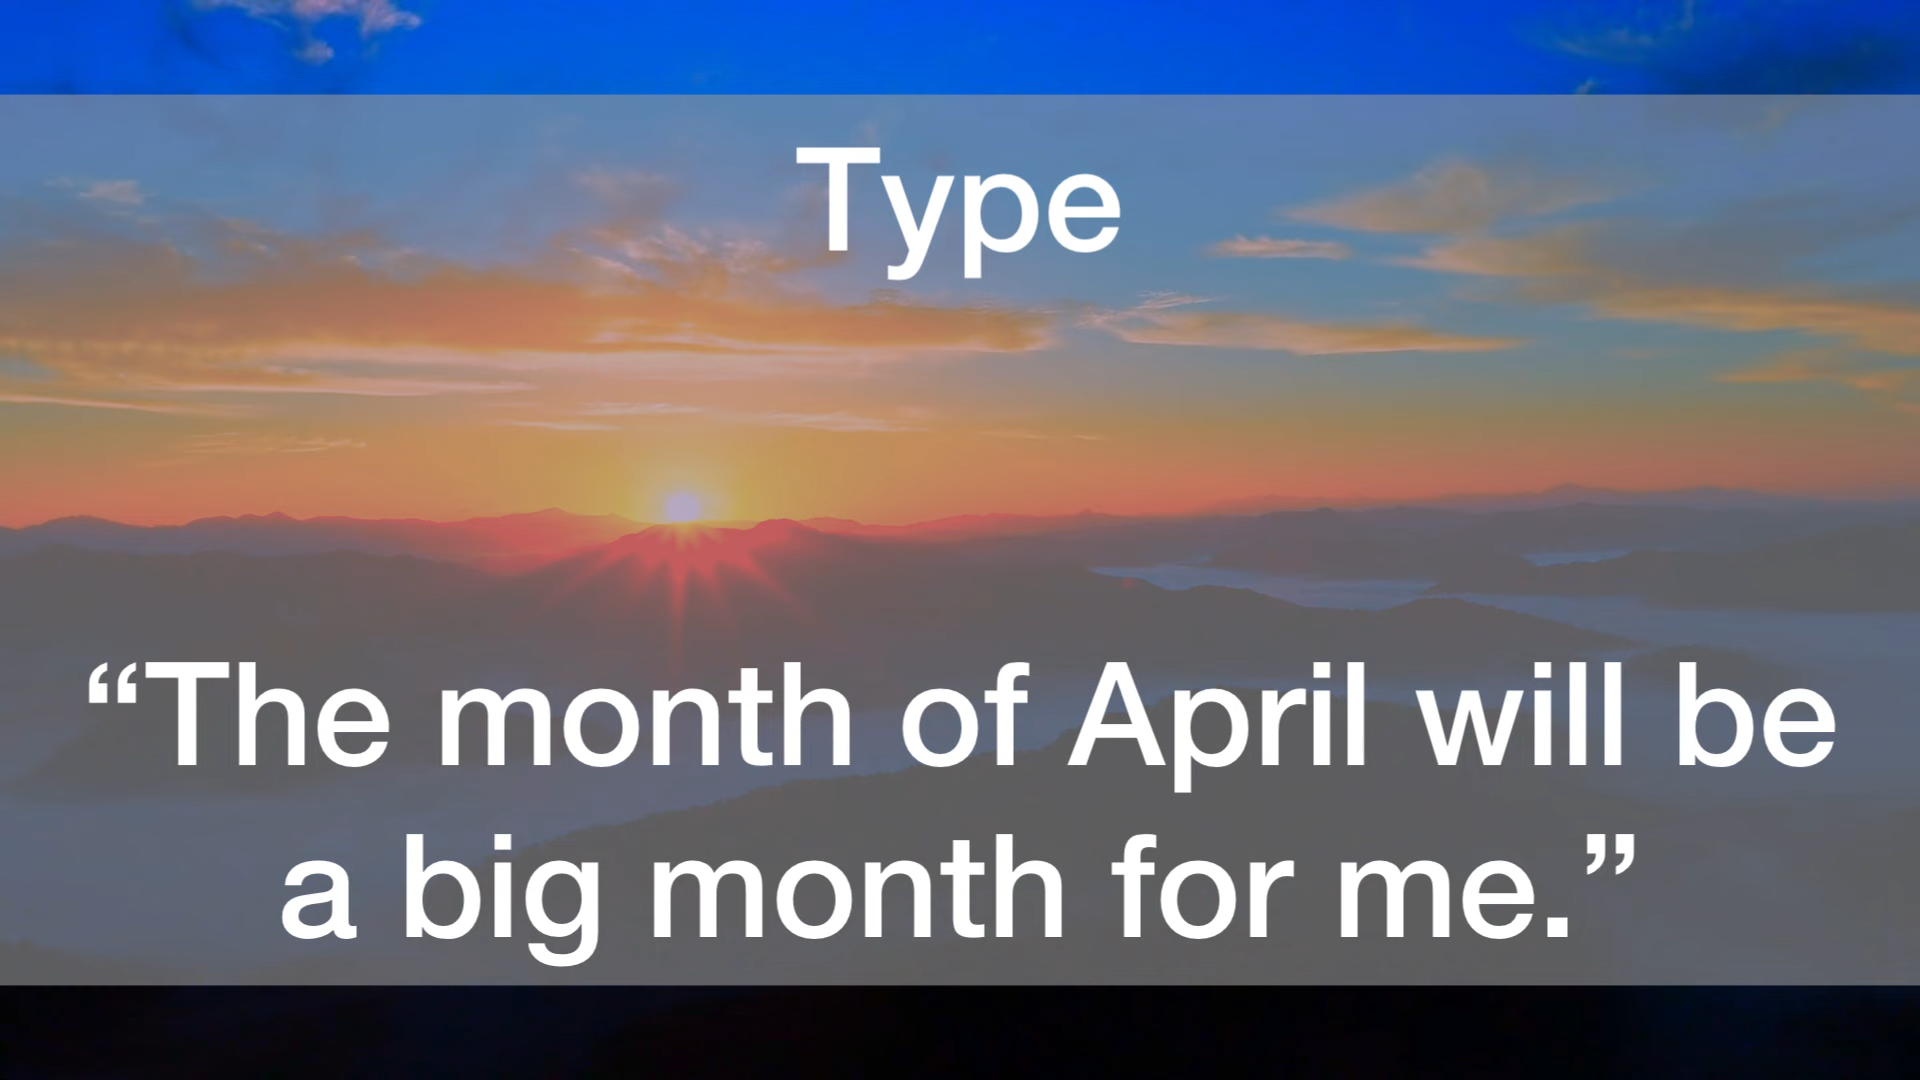 Type
“The month of April will be
a big month for me.”